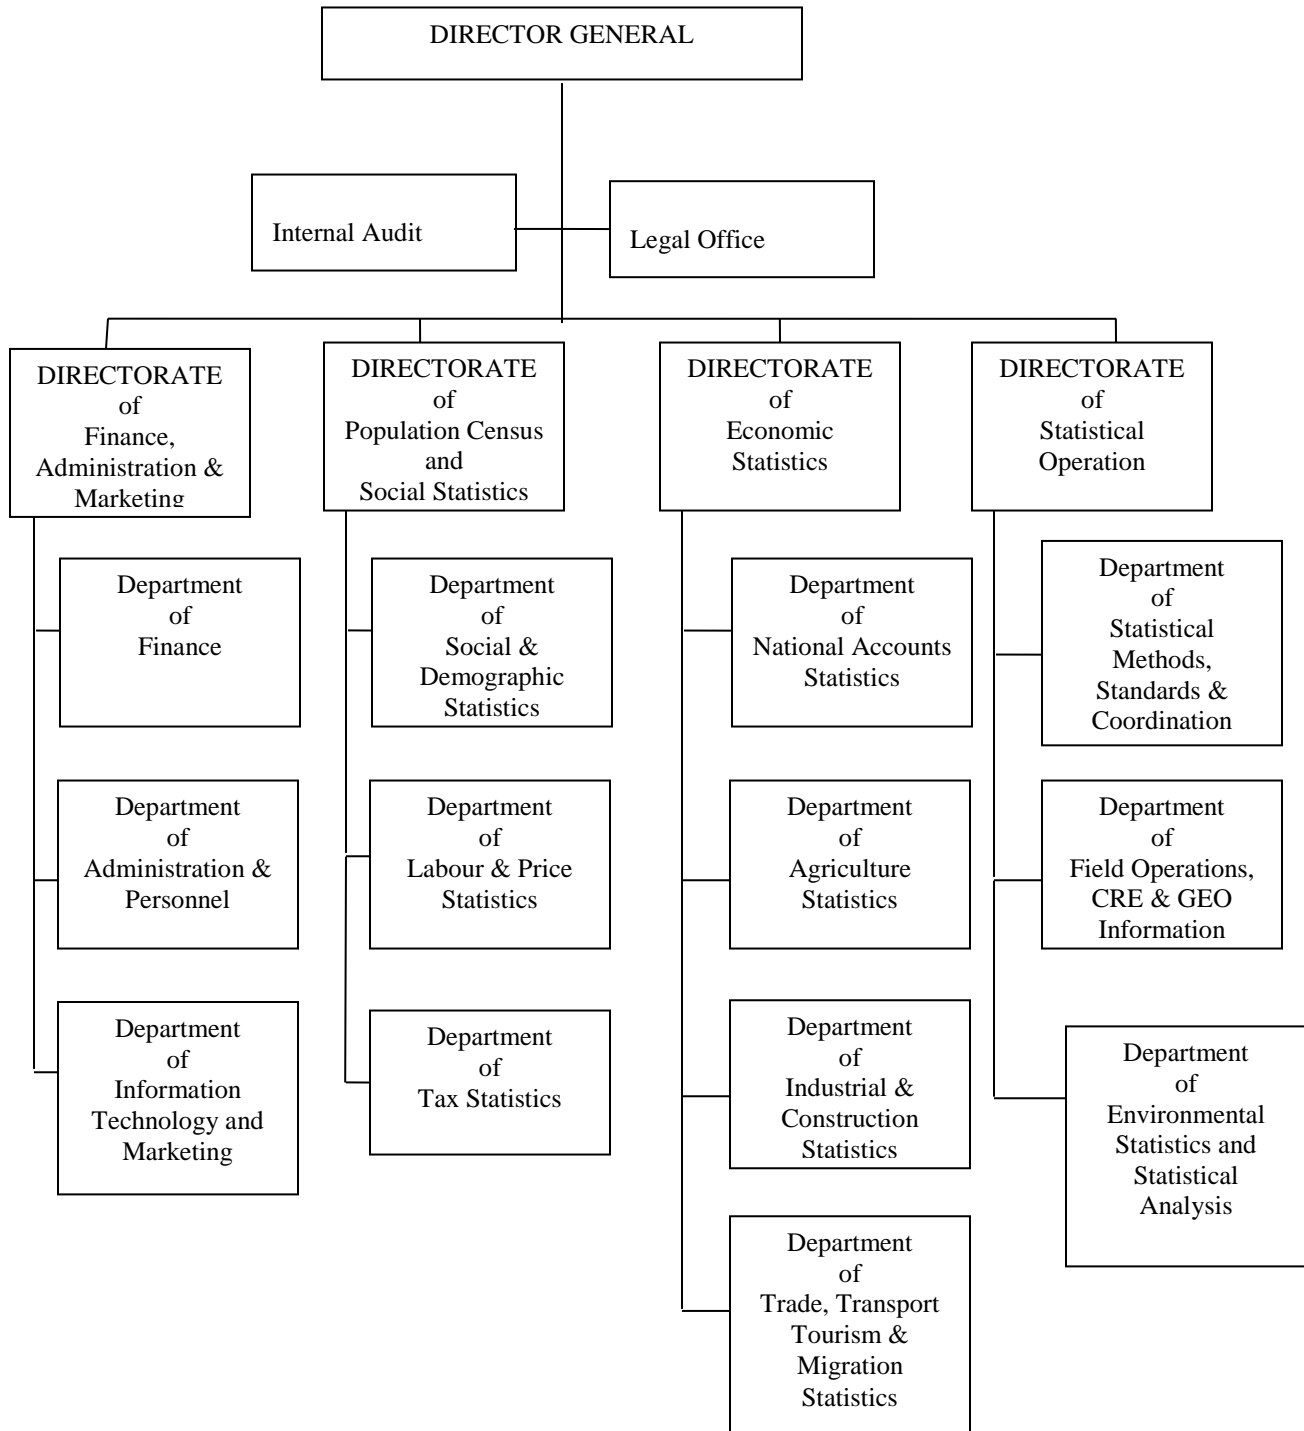 DIRECTOR GENERAL
Internal Audit
Legal Office
DIRECTORATE
of
Finance,
Administration &
Marketing
DIRECTORATE
of
Population Census
and
Social Statistics
DIRECTORATE
of
Economic
Statistics
DIRECTORATE
of
Statistical
Operation
Department
of
Finance
Department
of
Social &
Demographic
Statistics
Department
of
National Accounts
Statistics
Department
of
Statistical
Methods,
Standards &
Coordination
Department
of
Administration &
Personnel
Department
of
Labour & Price
Statistics
Department
of
Agriculture
Statistics
Department
of
Field Operations,
CRE & GEO
Information
Department
of
Information
Technology and
Marketing
Department
of
Tax Statistics
Department
of
Industrial &
Construction
Statistics
Department
of
Environmental
Statistics and
Statistical
Analysis
Department
of
Trade, Transport
Tourism &
Migration
Statistics